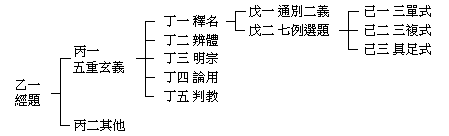 乙一
經題
丙一
五重玄義
丁一 釋名
戊一 通別二義
己一 三單式
己二 三複式
己三 具足式
戊二 七例選題
丁二 辨體
丁三 明宗
丁四 論用
丁五 判教
丙二其他